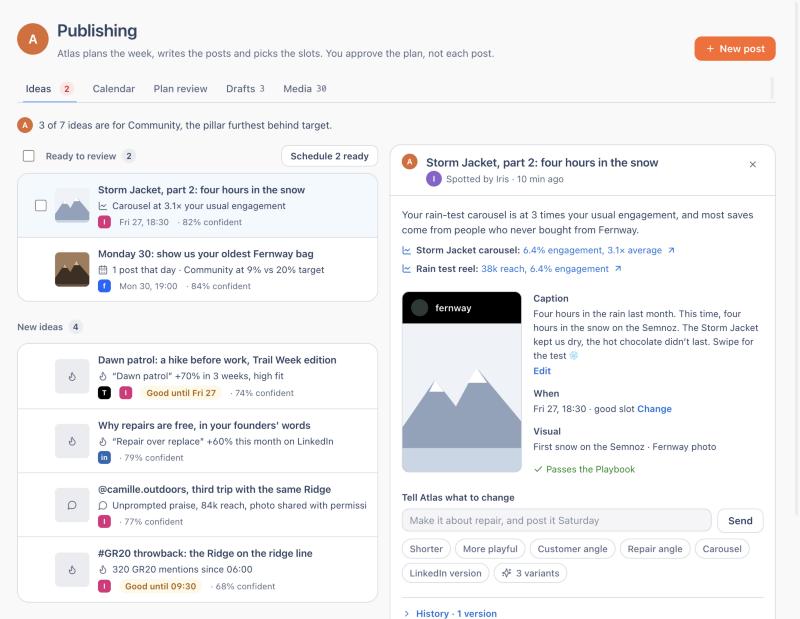 A
Publishing
Atlas plans the week, writes the posts and picks the slots. You approve the plan, not each post.
+ New post
Ideas 2
Calendar
Plan review
Drafts 3
Media 30
A 3 of 7 ideas are for Community, the pillar furthest behind target.
Ready to review 2
Schedule 2 ready
Storm Jacket, part 2: four hours in the snow
Carousel at 3.1× your usual engagement
I Fri 27, 18:30 · 82% confident
Monday 30: show us your oldest Fernway bag
1 post that day · Community at 9% vs 20% target
f Mon 30, 19:00 · 84% confident
New ideas 4
Dawn patrol: a hike before work, Trail Week edition
“Dawn patrol” +70% in 3 weeks, high fit
T I Good until Fri 27 · 74% confident
Why repairs are free, in your founders’ words
“Repair over replace” +60% this month on LinkedIn
in · 79% confident
@camille.outdoors, third trip with the same Ridge
Unprompted praise, 84k reach, photo shared with permissi
I · 77% confident
#GR20 throwback: the Ridge on the ridge line
320 GR20 mentions since 06:00
I Good until 09:30 · 68% confident
A Storm Jacket, part 2: four hours in the snow
I Spotted by Iris · 10 min ago
Your rain-test carousel is at 3 times your usual engagement, and most saves
come from people who never bought from Fernway.
Storm Jacket carousel: 6.4% engagement, 3.1× average
Rain test reel: 38k reach, 6.4% engagement
fernway
Caption
Four hours in the rain last month. This time, four
hours in the snow on the Semnoz. The Storm Jacket
kept us dry, the hot chocolate didn’t last. Swipe for
the test ❄️
Edit
When
Fri 27, 18:30 · good slot Change
Visual
First snow on the Semnoz · Fernway photo
Passes the Playbook
Tell Atlas what to change
Make it about repair, and post it Saturday
Send
Shorter
More playful
Customer angle
Repair angle
Carousel
LinkedIn version
3 variants
History · 1 version